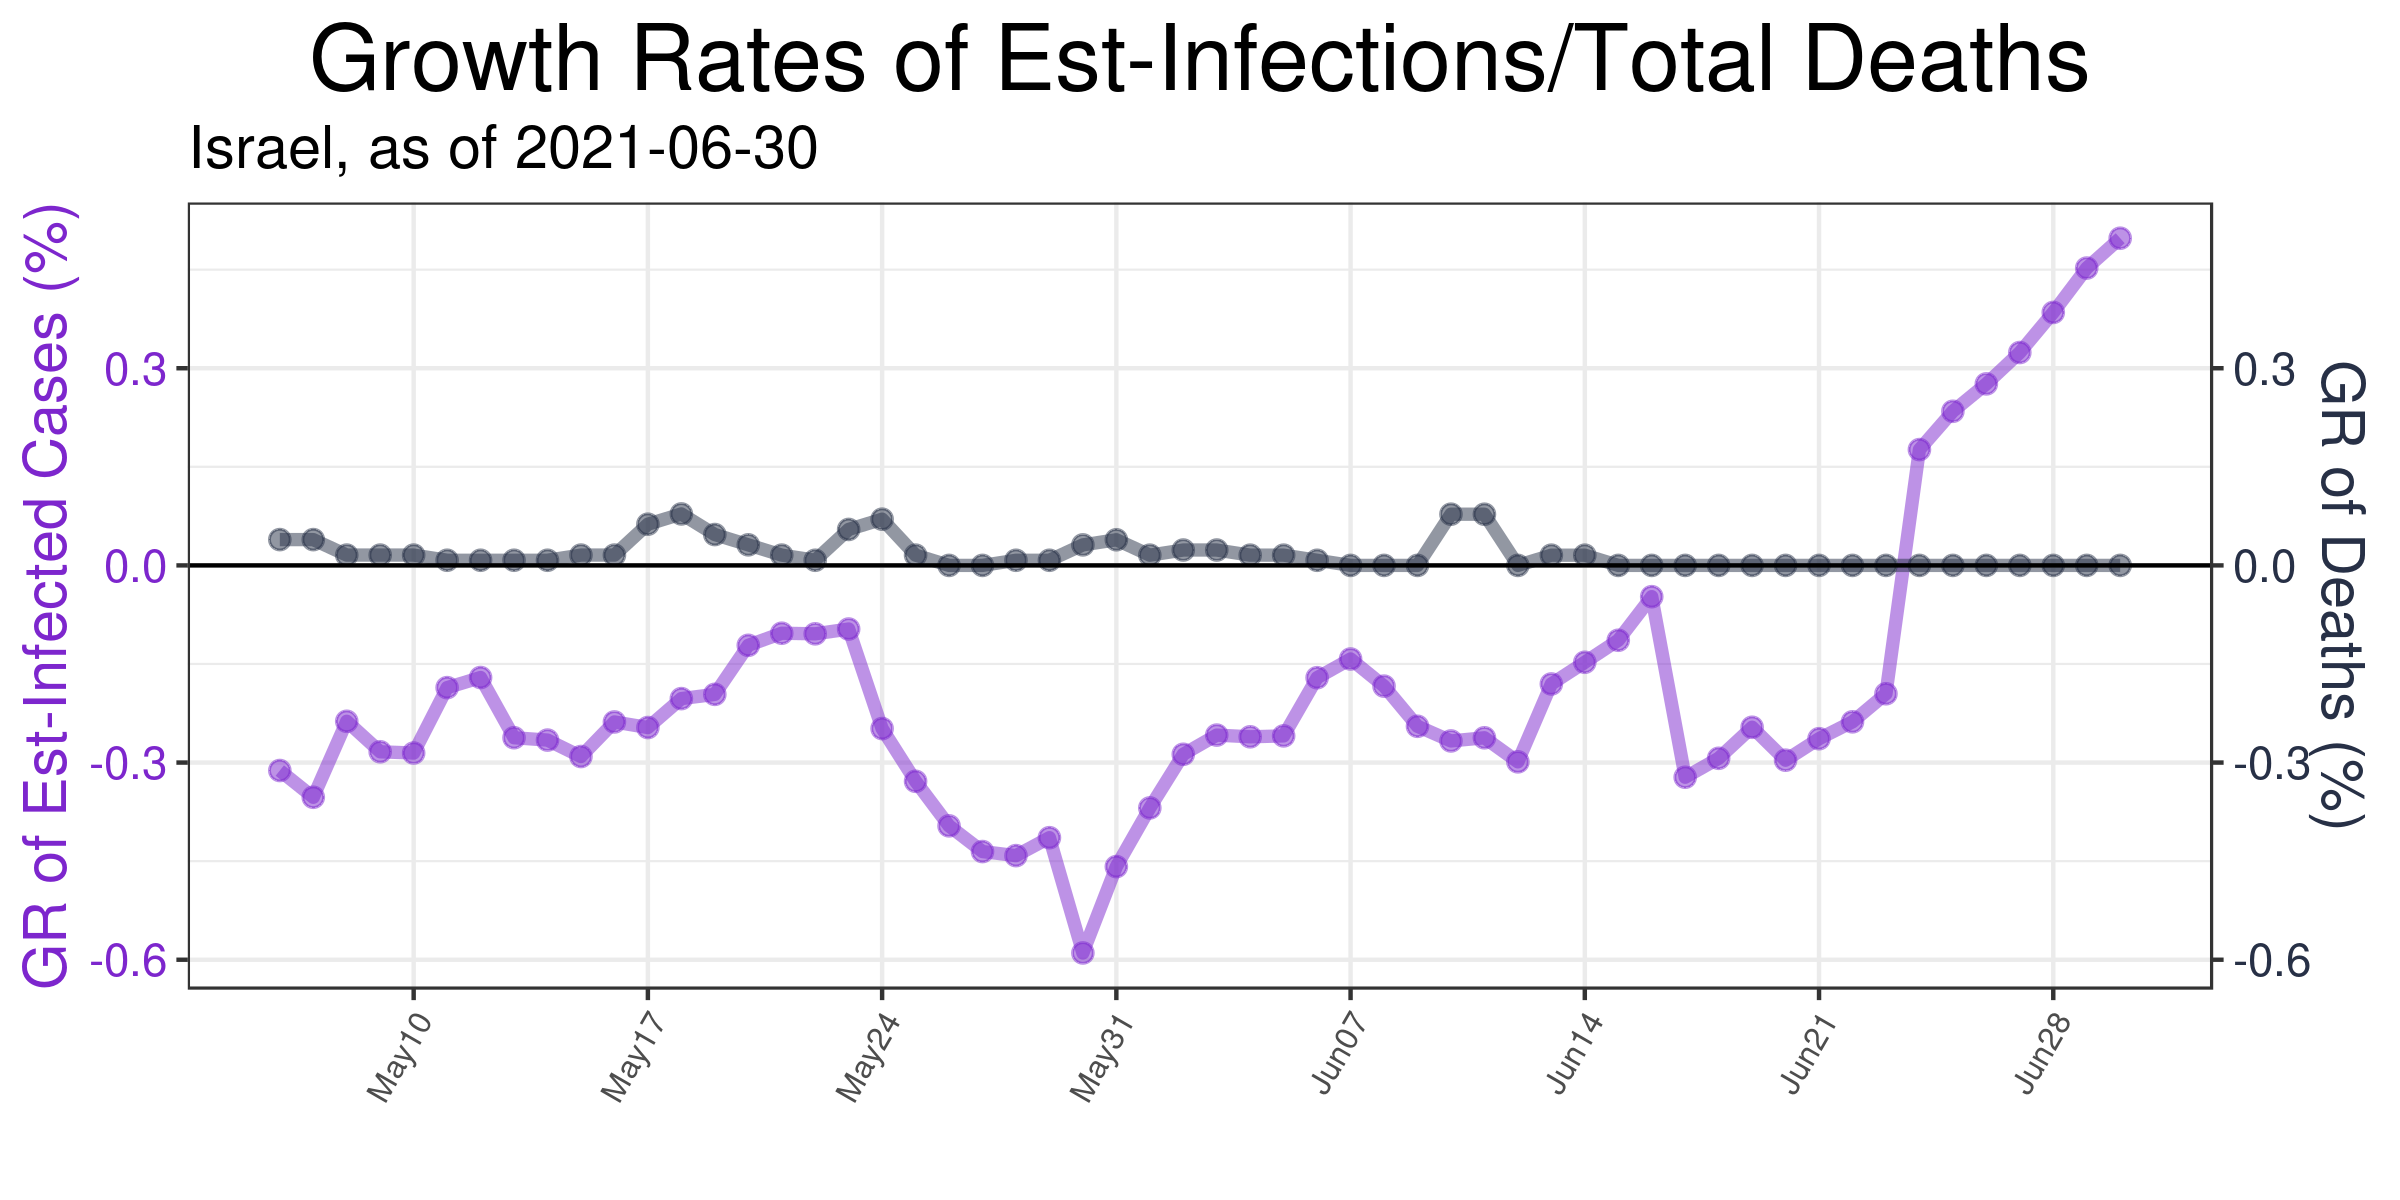 Growth Rates of Est-Infections/Total Deaths
Israel, as of 2021-06-30
GR of Est-Infected Cases (%)
0.3
0.0
-0.3
-0.6
0.3
0.0
-0.3
-0.6
GR of Deaths (%)
May10
May17
May24
May31
Jun07
Jun14
Jun21
Jun28